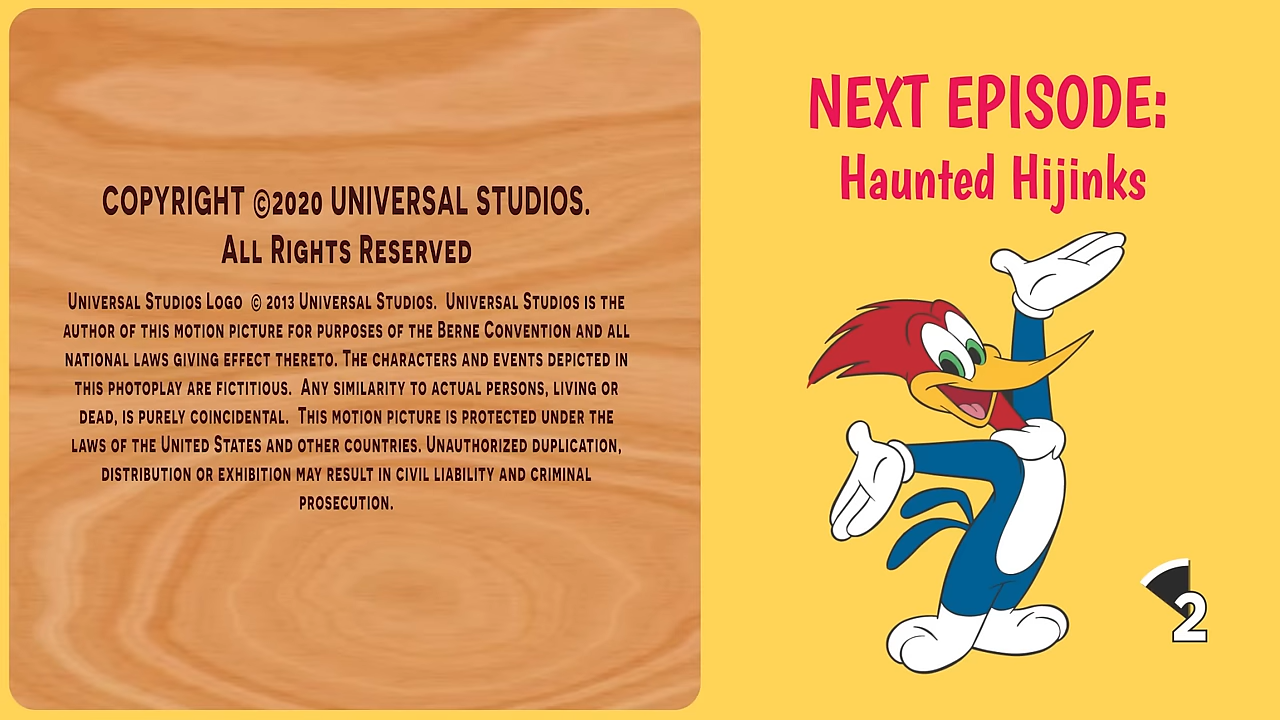 COPYRIGHT ©2020 UNIVERSAL STUDIOS.
ALL RIGHTS RESERVED
UNIVERSAL STUDIOS LOGO © 2013 UNIVERSAL STUDIOS. UNIVERSAL STUDIOS IS THE
AUTHOR OF THIS MOTION PICTURE FOR PURPOSES OF THE BERNE CONVENTION AND ALL
NATIONAL LAWS GIVING EFFECT THERETO. THE CHARACTERS AND EVENTS DEPICTED IN
THIS PHOTOPLAY ARE FICTITIOUS. ANY SIMILARITY TO ACTUAL PERSONS, LIVING OR
DEAD, IS PURELY COINCIDENTAL. THIS MOTION PICTURE IS PROTECTED UNDER THE
LAWS OF THE UNITED STATES AND OTHER COUNTRIES. UNAUTHORIZED DUPLICATION,
DISTRIBUTION OR EXHIBITION MAY RESULT IN CIVIL LIABILITY AND CRIMINAL
PROSECUTION.
NEXT EPISODE:
Haunted Hijinks
2